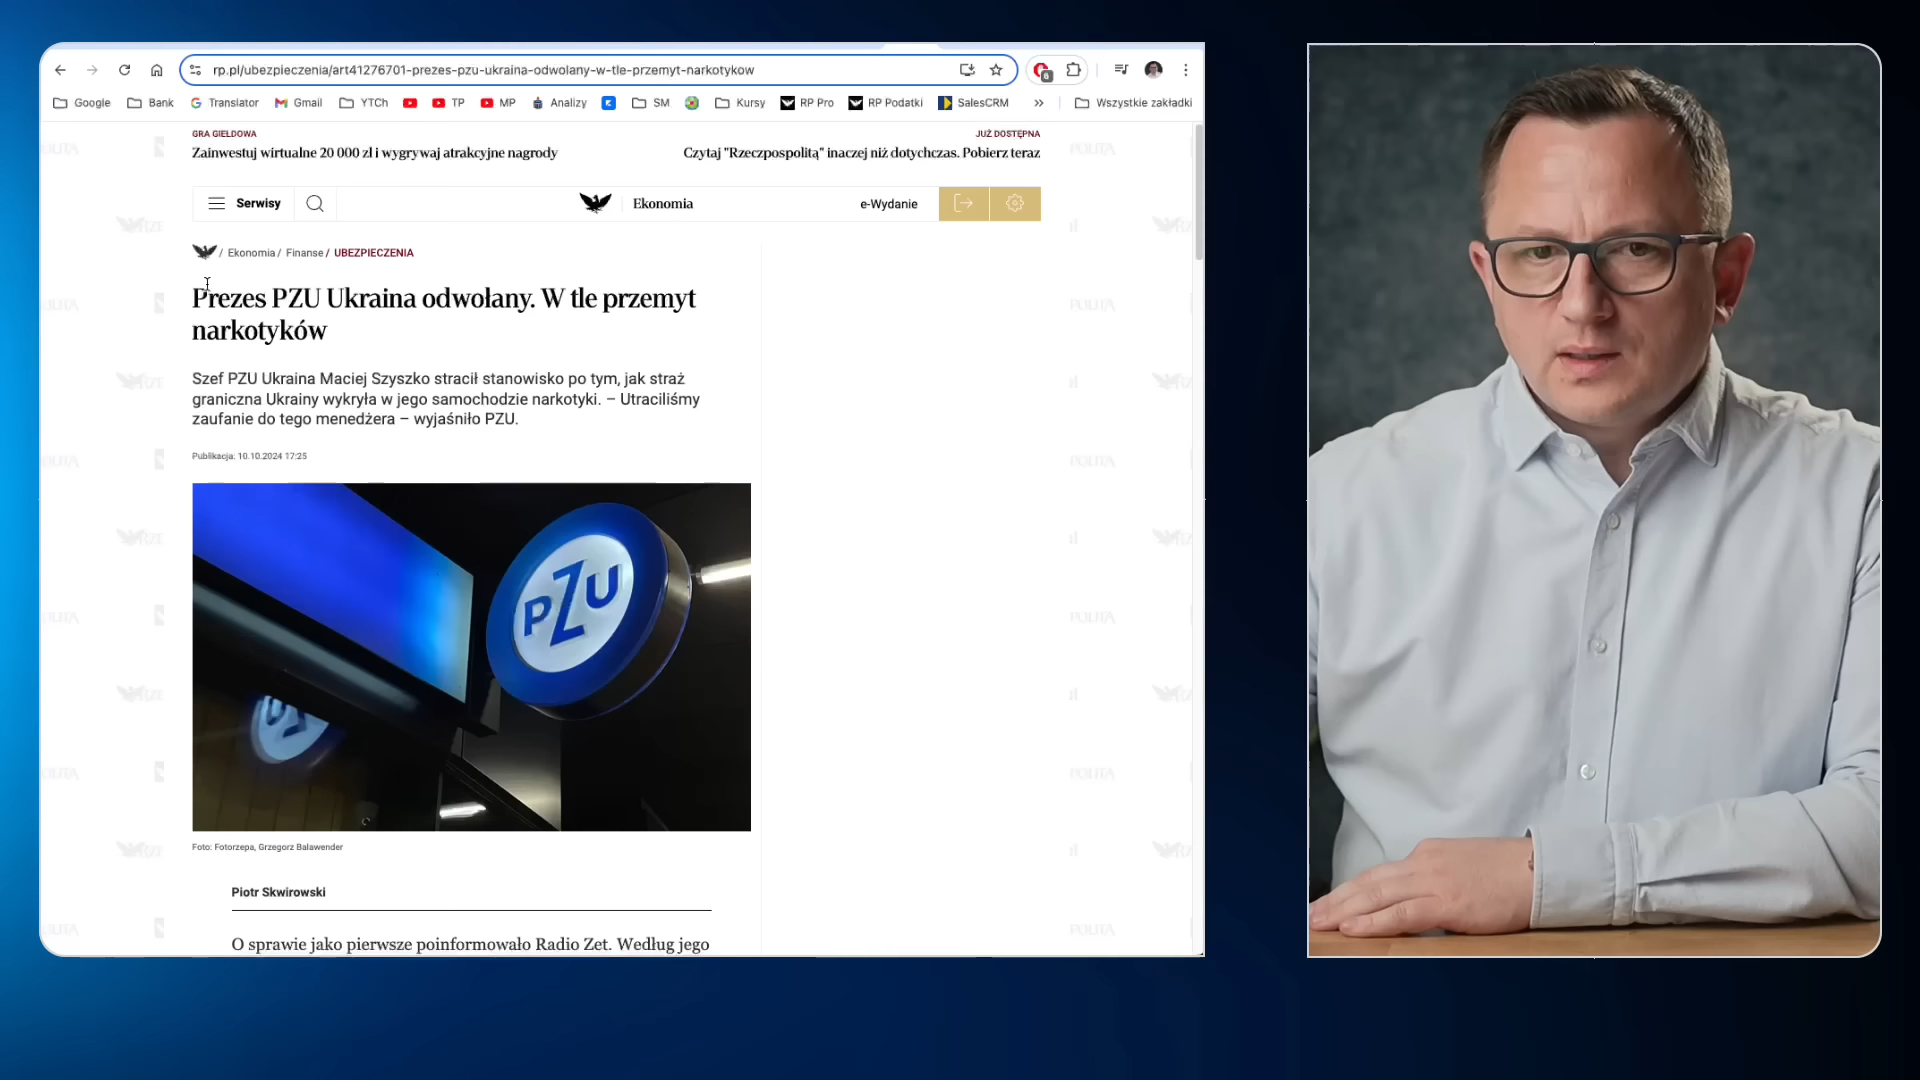 rp.pl/ubezpieczenia/art41276701-prezes-pzu-ukraina-odwolany-w-tle-przemyt-narkotykow
6
Google Bank Translator Gmail YTCh TP MP Analizy SM Kursy RP Pro RP Podatki SalesCRM » Wszystkie zakładki
GRA GIEŁDOWA
Zainwestuj wirtualne 20 000 zł i wygrywaj atrakcyjne nagrody
JUŻ DOSTĘPNA
Czytaj "Rzeczpospolitą" inaczej niż dotychczas. Pobierz teraz
Serwisy Ekonomia e-Wydanie
/ Ekonomia / Finanse / UBEZPIECZENIA
Prezes PZU Ukraina odwołany. W tle przemyt
narkotyków
Szef PZU Ukraina Maciej Szyszko stracił stanowisko po tym, jak straż
graniczna Ukrainy wykryła w jego samochodzie narkotyki. – Utraciliśmy
zaufanie do tego menedżera – wyjaśniło PZU.
Publikacja: 10.10.2024 17:25
PZU
Foto: Fotorzepa, Grzegorz Balawender
Piotr Skwirowski
O sprawie jako pierwsze poinformowało Radio Zet. Według jego